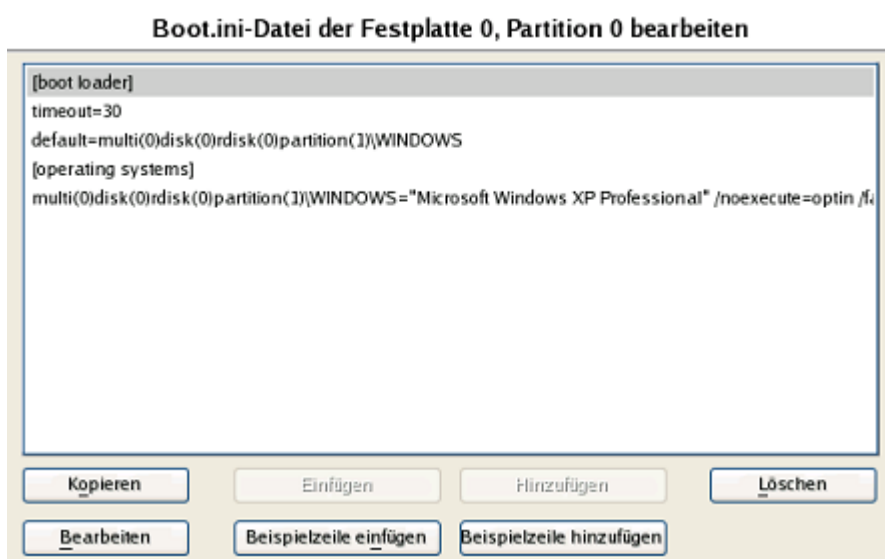 Boot.ini-Datei der Festplatte 0, Partition 0 bearbeiten
[boot loader]
timeout=30
default=multi(0)disk(0)rdisk(0)partition(1)\WINDOWS
[operating systems]
multi(0)disk(0)rdisk(0)partition(1)\WINDOWS="Microsoft Windows XP Professional" /noexecute=optin
Kopieren Einfügen Hinzufügen Löschen
Bearbeiten Beispielzeile einfügen Beispielzeile hinzufügen